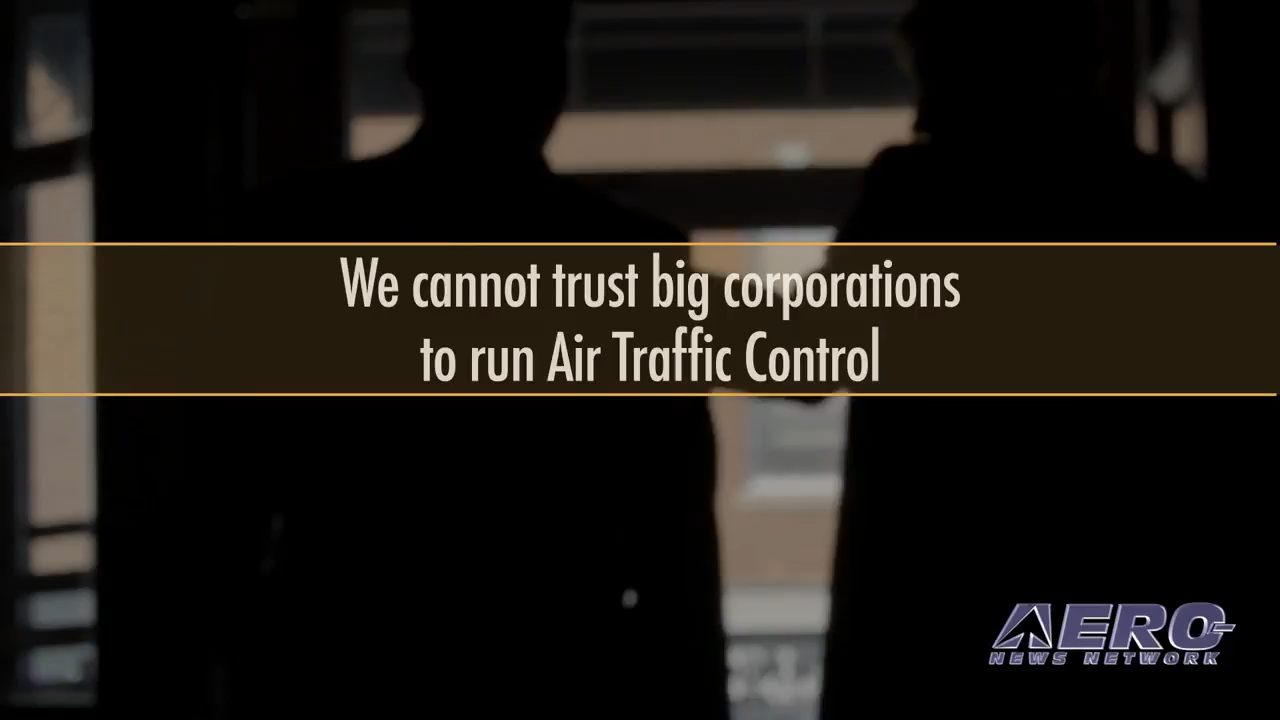 We cannot trust big corporations
to run Air Traffic Control
AERO
NEWS NETWORK